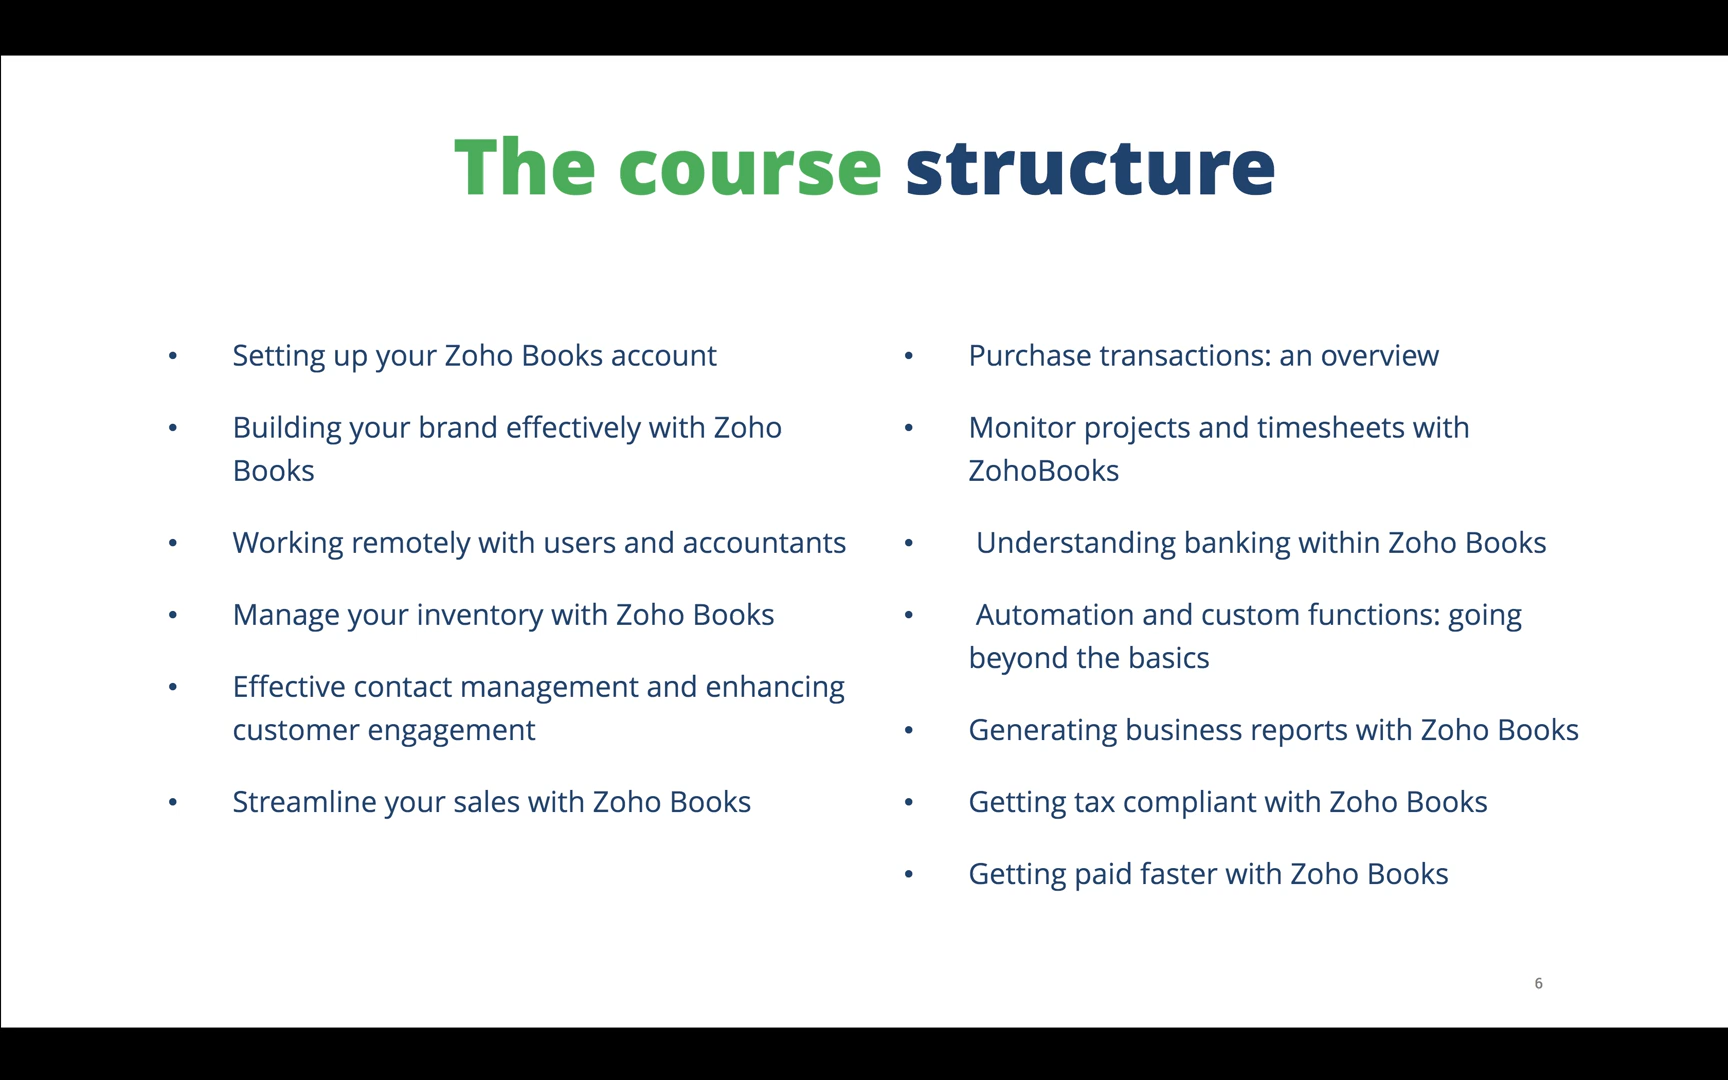 The course structure
• Setting up your Zoho Books account
• Building your brand effectively with Zoho
Books
• Working remotely with users and accountants
• Manage your inventory with Zoho Books
• Effective contact management and enhancing
customer engagement
• Streamline your sales with Zoho Books
• Purchase transactions: an overview
• Monitor projects and timesheets with
ZohoBooks
• Understanding banking within Zoho Books
• Automation and custom functions: going
beyond the basics
• Generating business reports with Zoho Books
• Getting tax compliant with Zoho Books
• Getting paid faster with Zoho Books
6